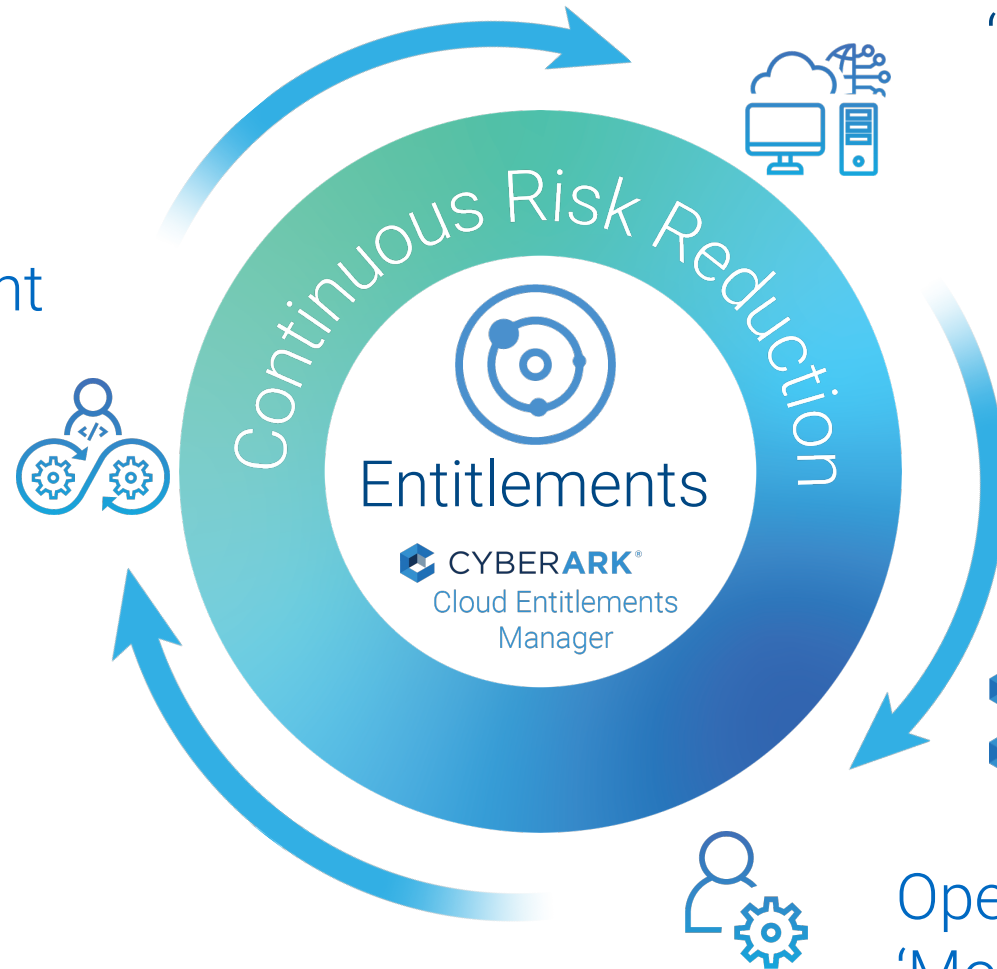 Continuous Risk Reduction
Entitlements
CYBERARK®
Cloud Entitlements
Manager